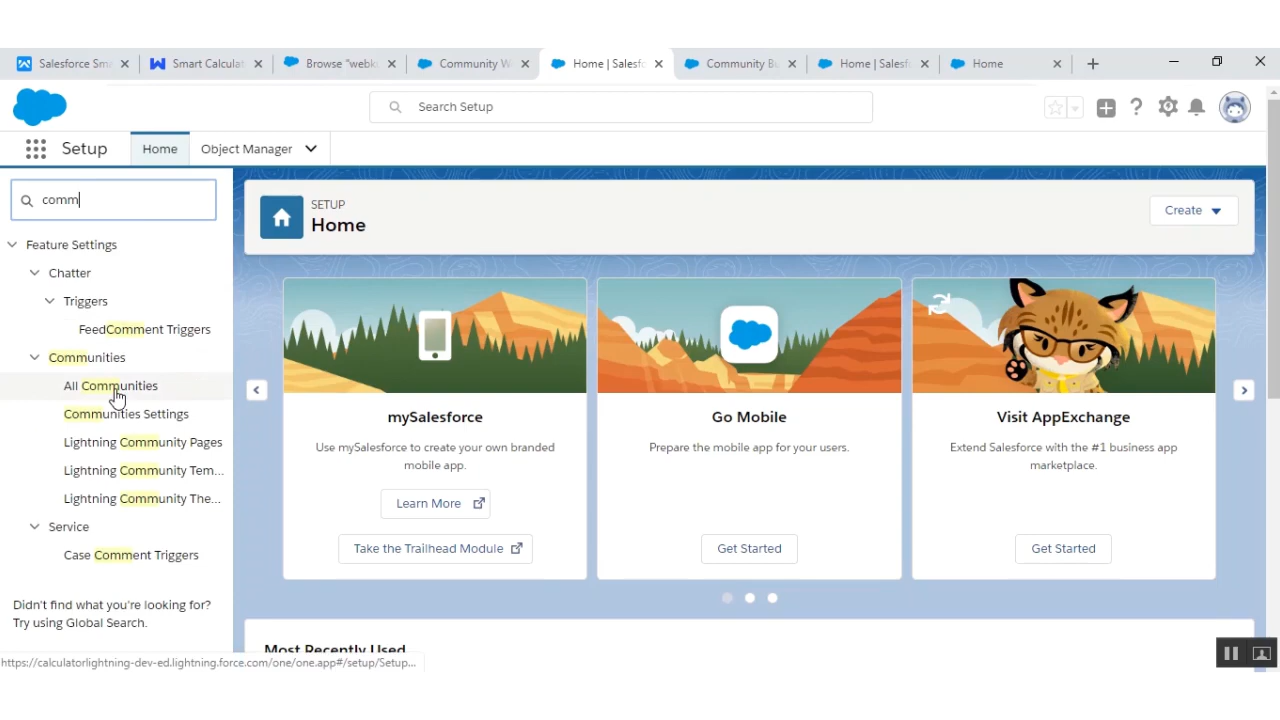 Salesforce Sma
Smart Calculat
Browse "webk
Community W
Home | Salesf
Community Bu
Home | Salesf
Home
Search Setup
Setup
Home
Object Manager
comm
Feature Settings
Chatter
Triggers
FeedComment Triggers
Communities
All Communities
Communities Settings
Lightning Community Pages
Lightning Community Tem...
Lightning Community The...
Service
Case Comment Triggers
Didn't find what you're looking for?
Try using Global Search.
SETUP
Home
Create
mySalesforce
Use mySalesforce to create your own branded
mobile app.
Learn More
Take the Trailhead Module
Go Mobile
Prepare the mobile app for your users.
Get Started
Visit AppExchange
Extend Salesforce with the #1 business app
marketplace.
Get Started
Most Recently Used
https://calculatorlightning-dev-ed.lightning.force.com/one/one.app#/setup/Setup...